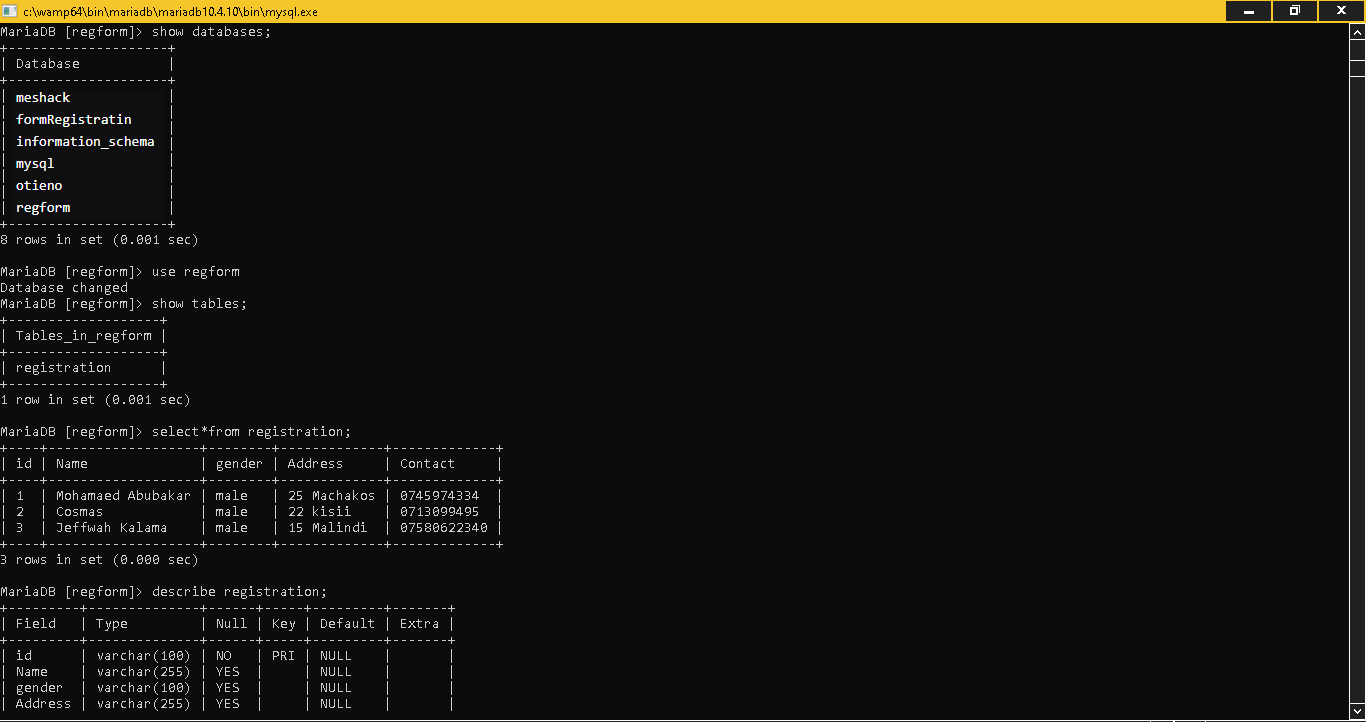 c:\wamp64\bin\mariadb\mariadb10.4.10\bin\mysql.exe
MariaDB [regform]> show databases;
+--------------------+
| Database           |
+--------------------+
| meshack            |
| formRegistratin    |
| information_schema |
| mysql              |
| otieno             |
| regform            |
+--------------------+
8 rows in set (0.001 sec)
MariaDB [regform]> use regform
Database changed
MariaDB [regform]> show tables;
+-------------------+
| Tables_in_regform |
+-------------------+
| registration      |
+-------------------+
1 row in set (0.001 sec)
MariaDB [regform]> select*from registration;
+----+-------------------+--------+-------------+-------------+
| id | Name              | gender | Address     | Contact     |
+----+-------------------+--------+-------------+-------------+
| 1  | Mohamaed Abubakar | male   | 25 Machakos | 0745974334  |
| 2  | Cosmas            | male   | 22 kisii    | 0713099495  |
| 3  | Jeffwah Kalama    | male   | 15 Malindi  | 07580622340 |
+----+-------------------+--------+-------------+-------------+
3 rows in set (0.000 sec)
MariaDB [regform]> describe registration;
+---------+--------------+------+-----+---------+-------+
| Field   | Type         | Null | Key | Default | Extra |
+---------+--------------+------+-----+---------+-------+
| id      | varchar(100) | NO   | PRI | NULL    |       |
| Name    | varchar(255) | YES  |     | NULL    |       |
| gender  | varchar(100) | YES  |     | NULL    |       |
| Address | varchar(255) | YES  |     | NULL    |       |